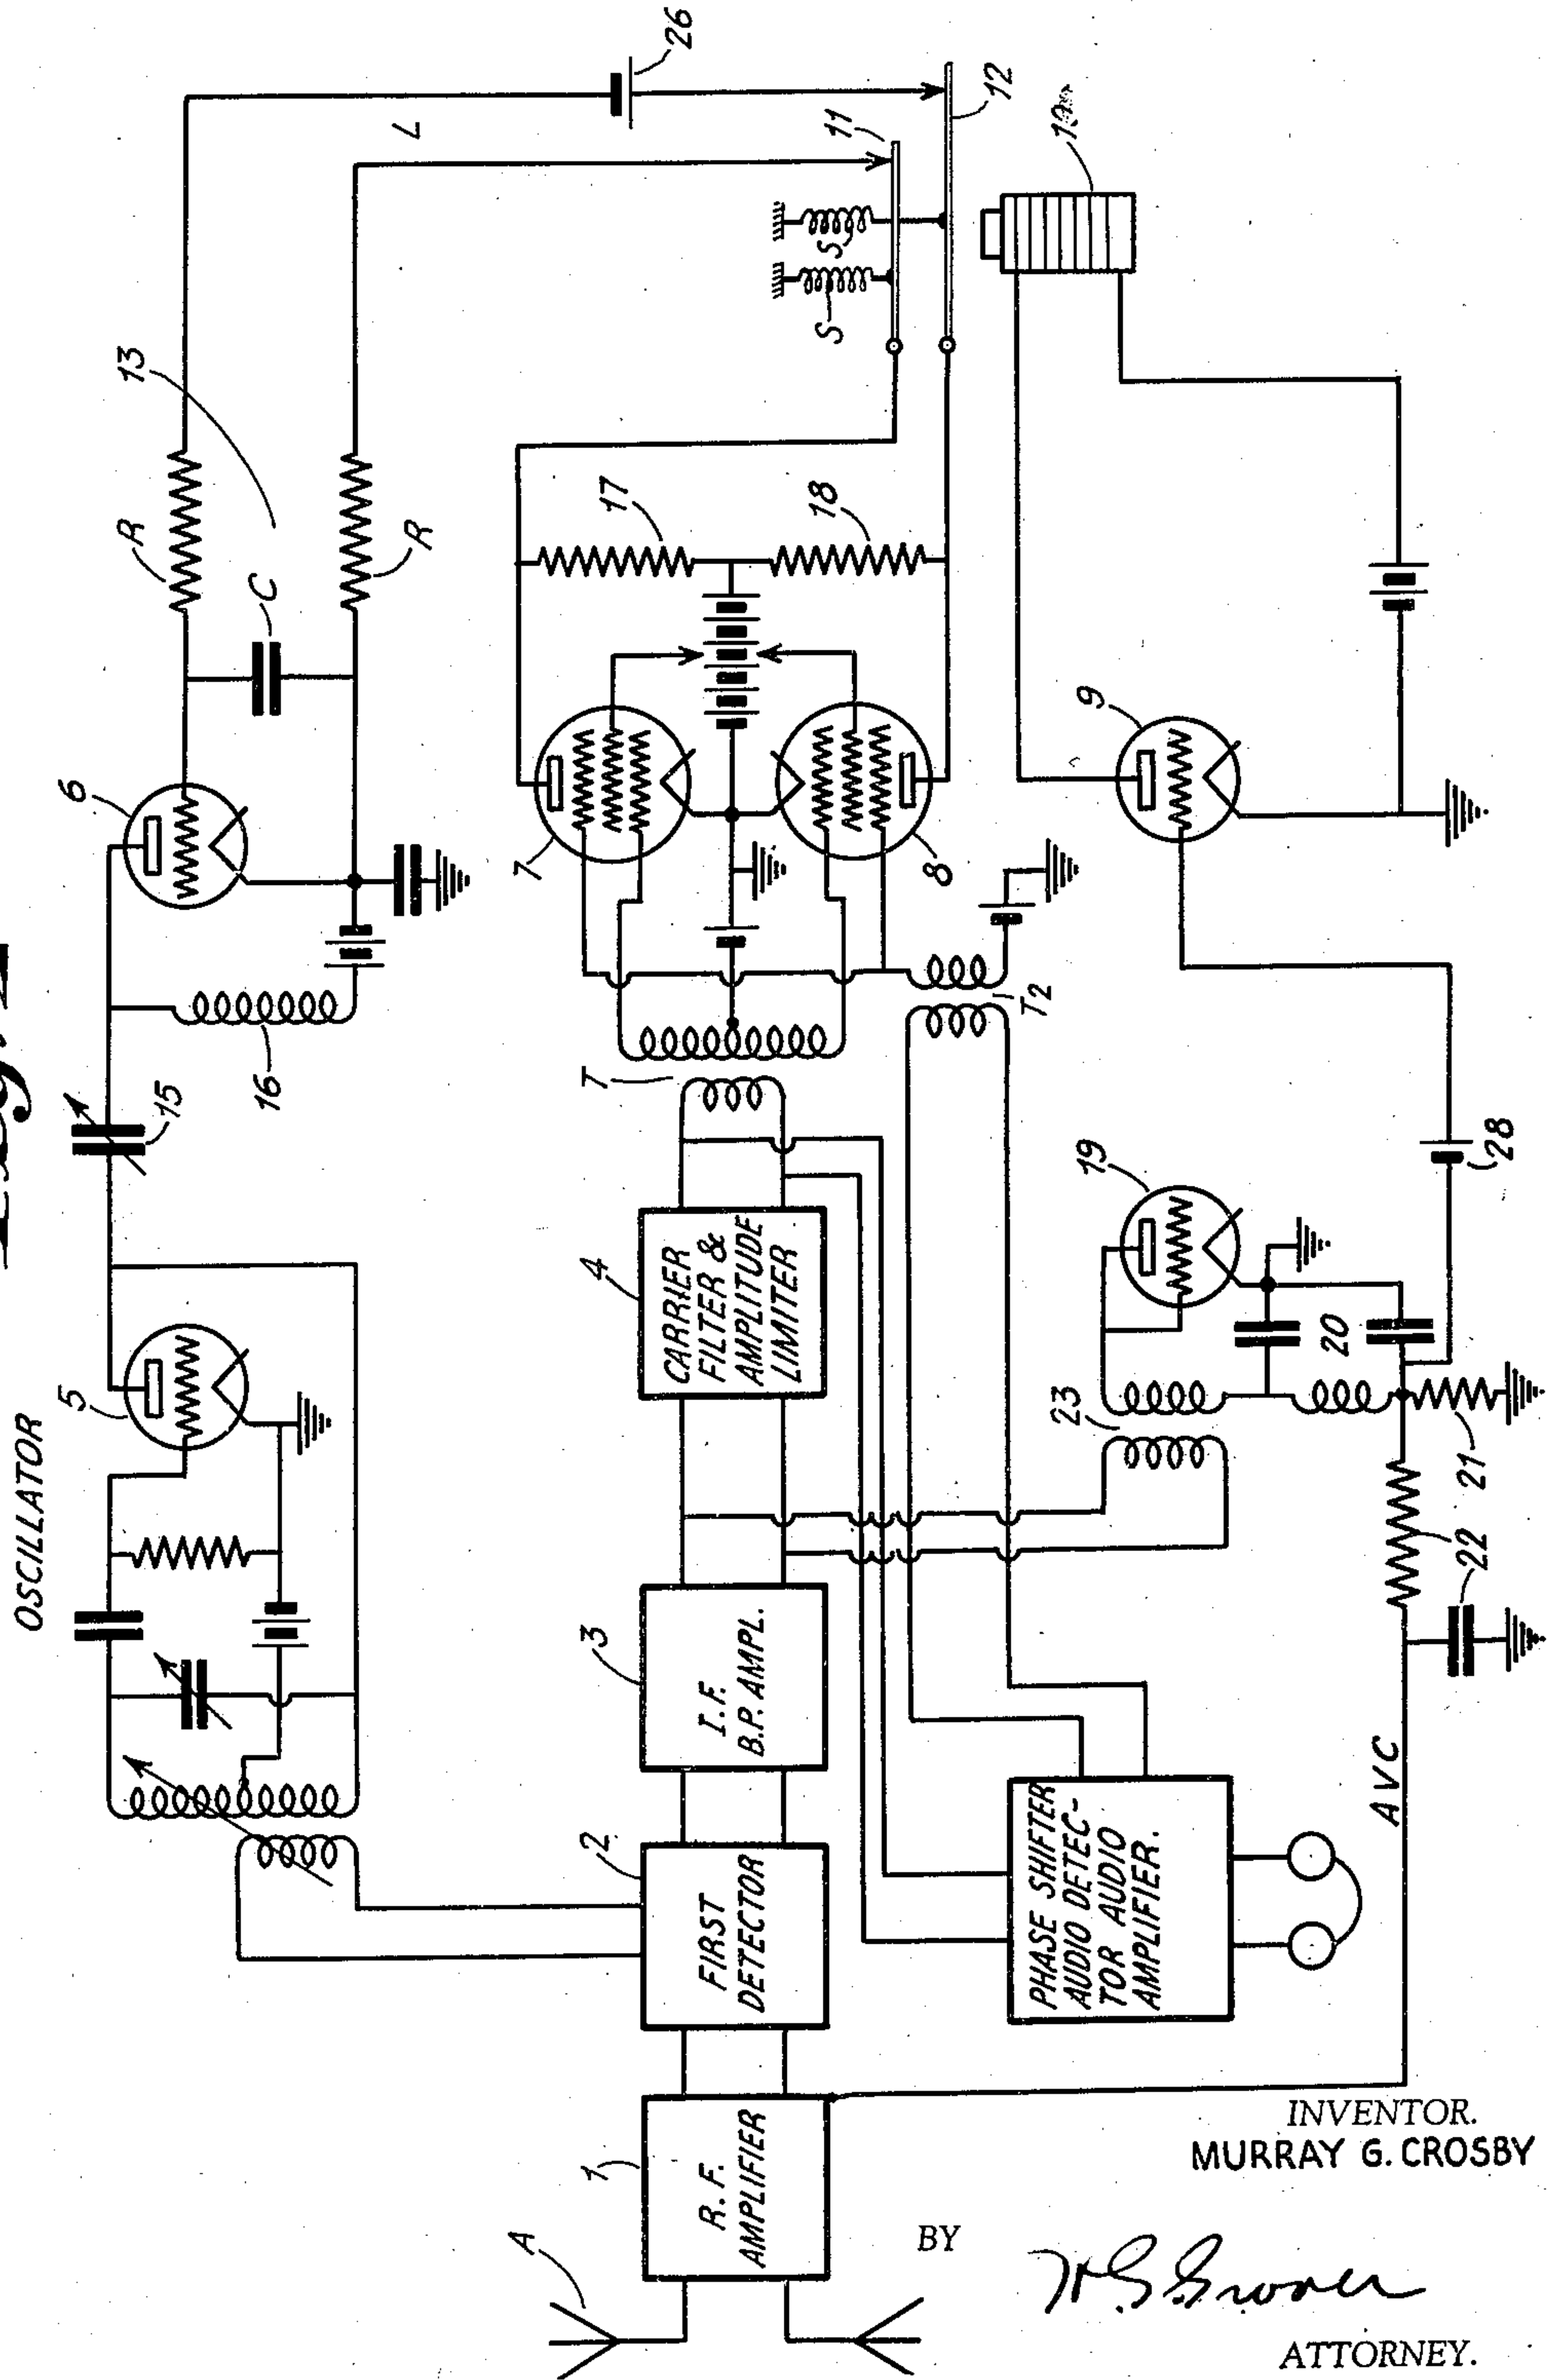 OSCILLATOR
5
15
16
6
R
C
R
13
L
26
A
1
R.F.
AMPLIFIER
2
FIRST
DETECTOR
3
I.F.
B.P. AMPL.
4
CARRIER
FILTER &
AMPLITUDE
LIMITER
T
T2
7
8
17
18
S
S
11
12
PHASE SHIFTER
AUDIO DETEC-
TOR AUDIO
AMPLIFIER.
23
19
20
21
22
28
9
AVC
INVENTOR.
MURRAY G. CROSBY
BY
ATTORNEY.